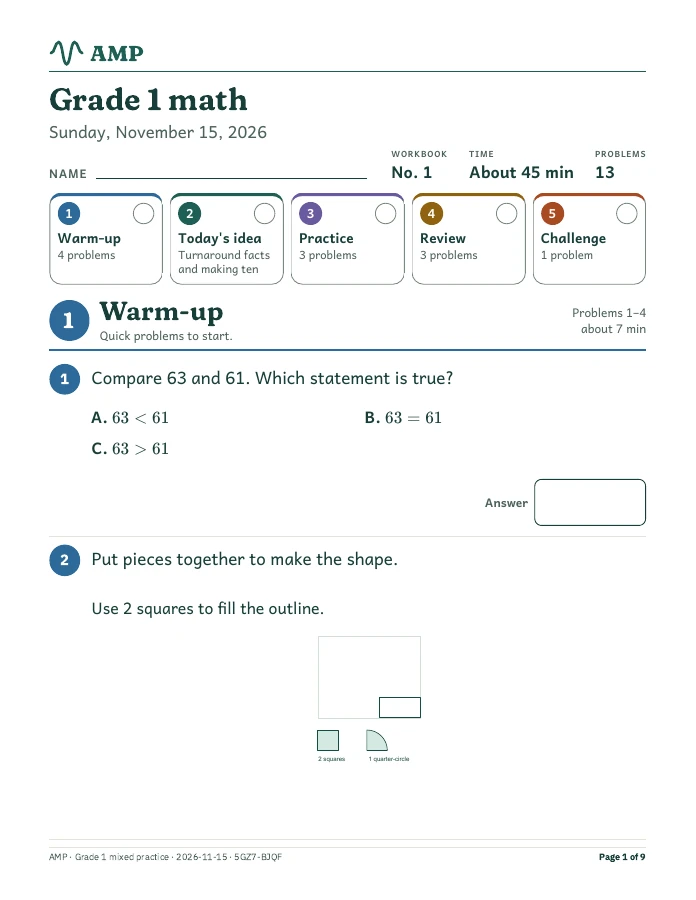 AMP
Grade 1 math
Sunday, November 15, 2026
NAME
WORKBOOK TIME PROBLEMS
No. 1 About 45 min 13
1 2 3 4 5
Warm-up Today's idea Practice Review Challenge
4 problems Turnaround facts 3 problems 3 problems 1 problem
and making ten
1 Warm-up
Quick problems to start.
Problems 1–4
about 7 min
1 Compare 63 and 61. Which statement is true?
A. 63 < 61 B. 63 = 61
C. 63 > 61
Answer
2 Put pieces together to make the shape.
Use 2 squares to fill the outline.
2 squares 1 quarter-circle
AMP · Grade 1 mixed practice · 2026-11-15 · 5GZ7-BJQF Page 1 of 9